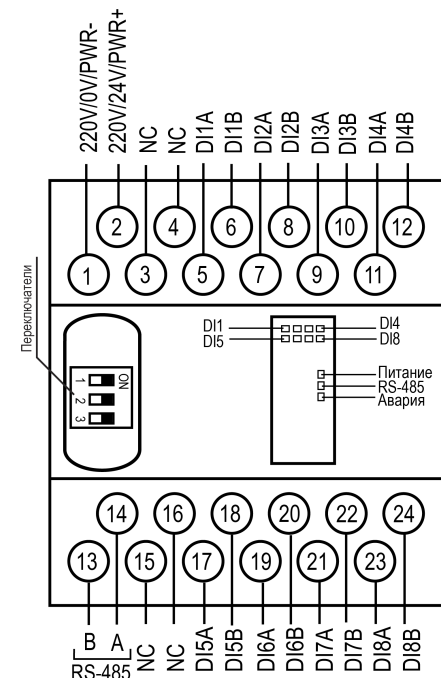 220V/0V/PWR-
220V/24V/PWR+
NC
NC
DI1A
DI1B
DI2A
DI2B
DI3A
DI3B
DI4A
DI4B
2 4 6 8 10 12
1 3 5 7 9 11
Переключатели
ON
1
2
3
DI1 DI4
DI5 DI8
Питание
RS-485
Авария
14 16 18 20 22 24
13 15 17 19 21 23
B A
RS-485
NC
NC
DI5A
DI5B
DI6A
DI6B
DI7A
DI7B
DI8A
DI8B